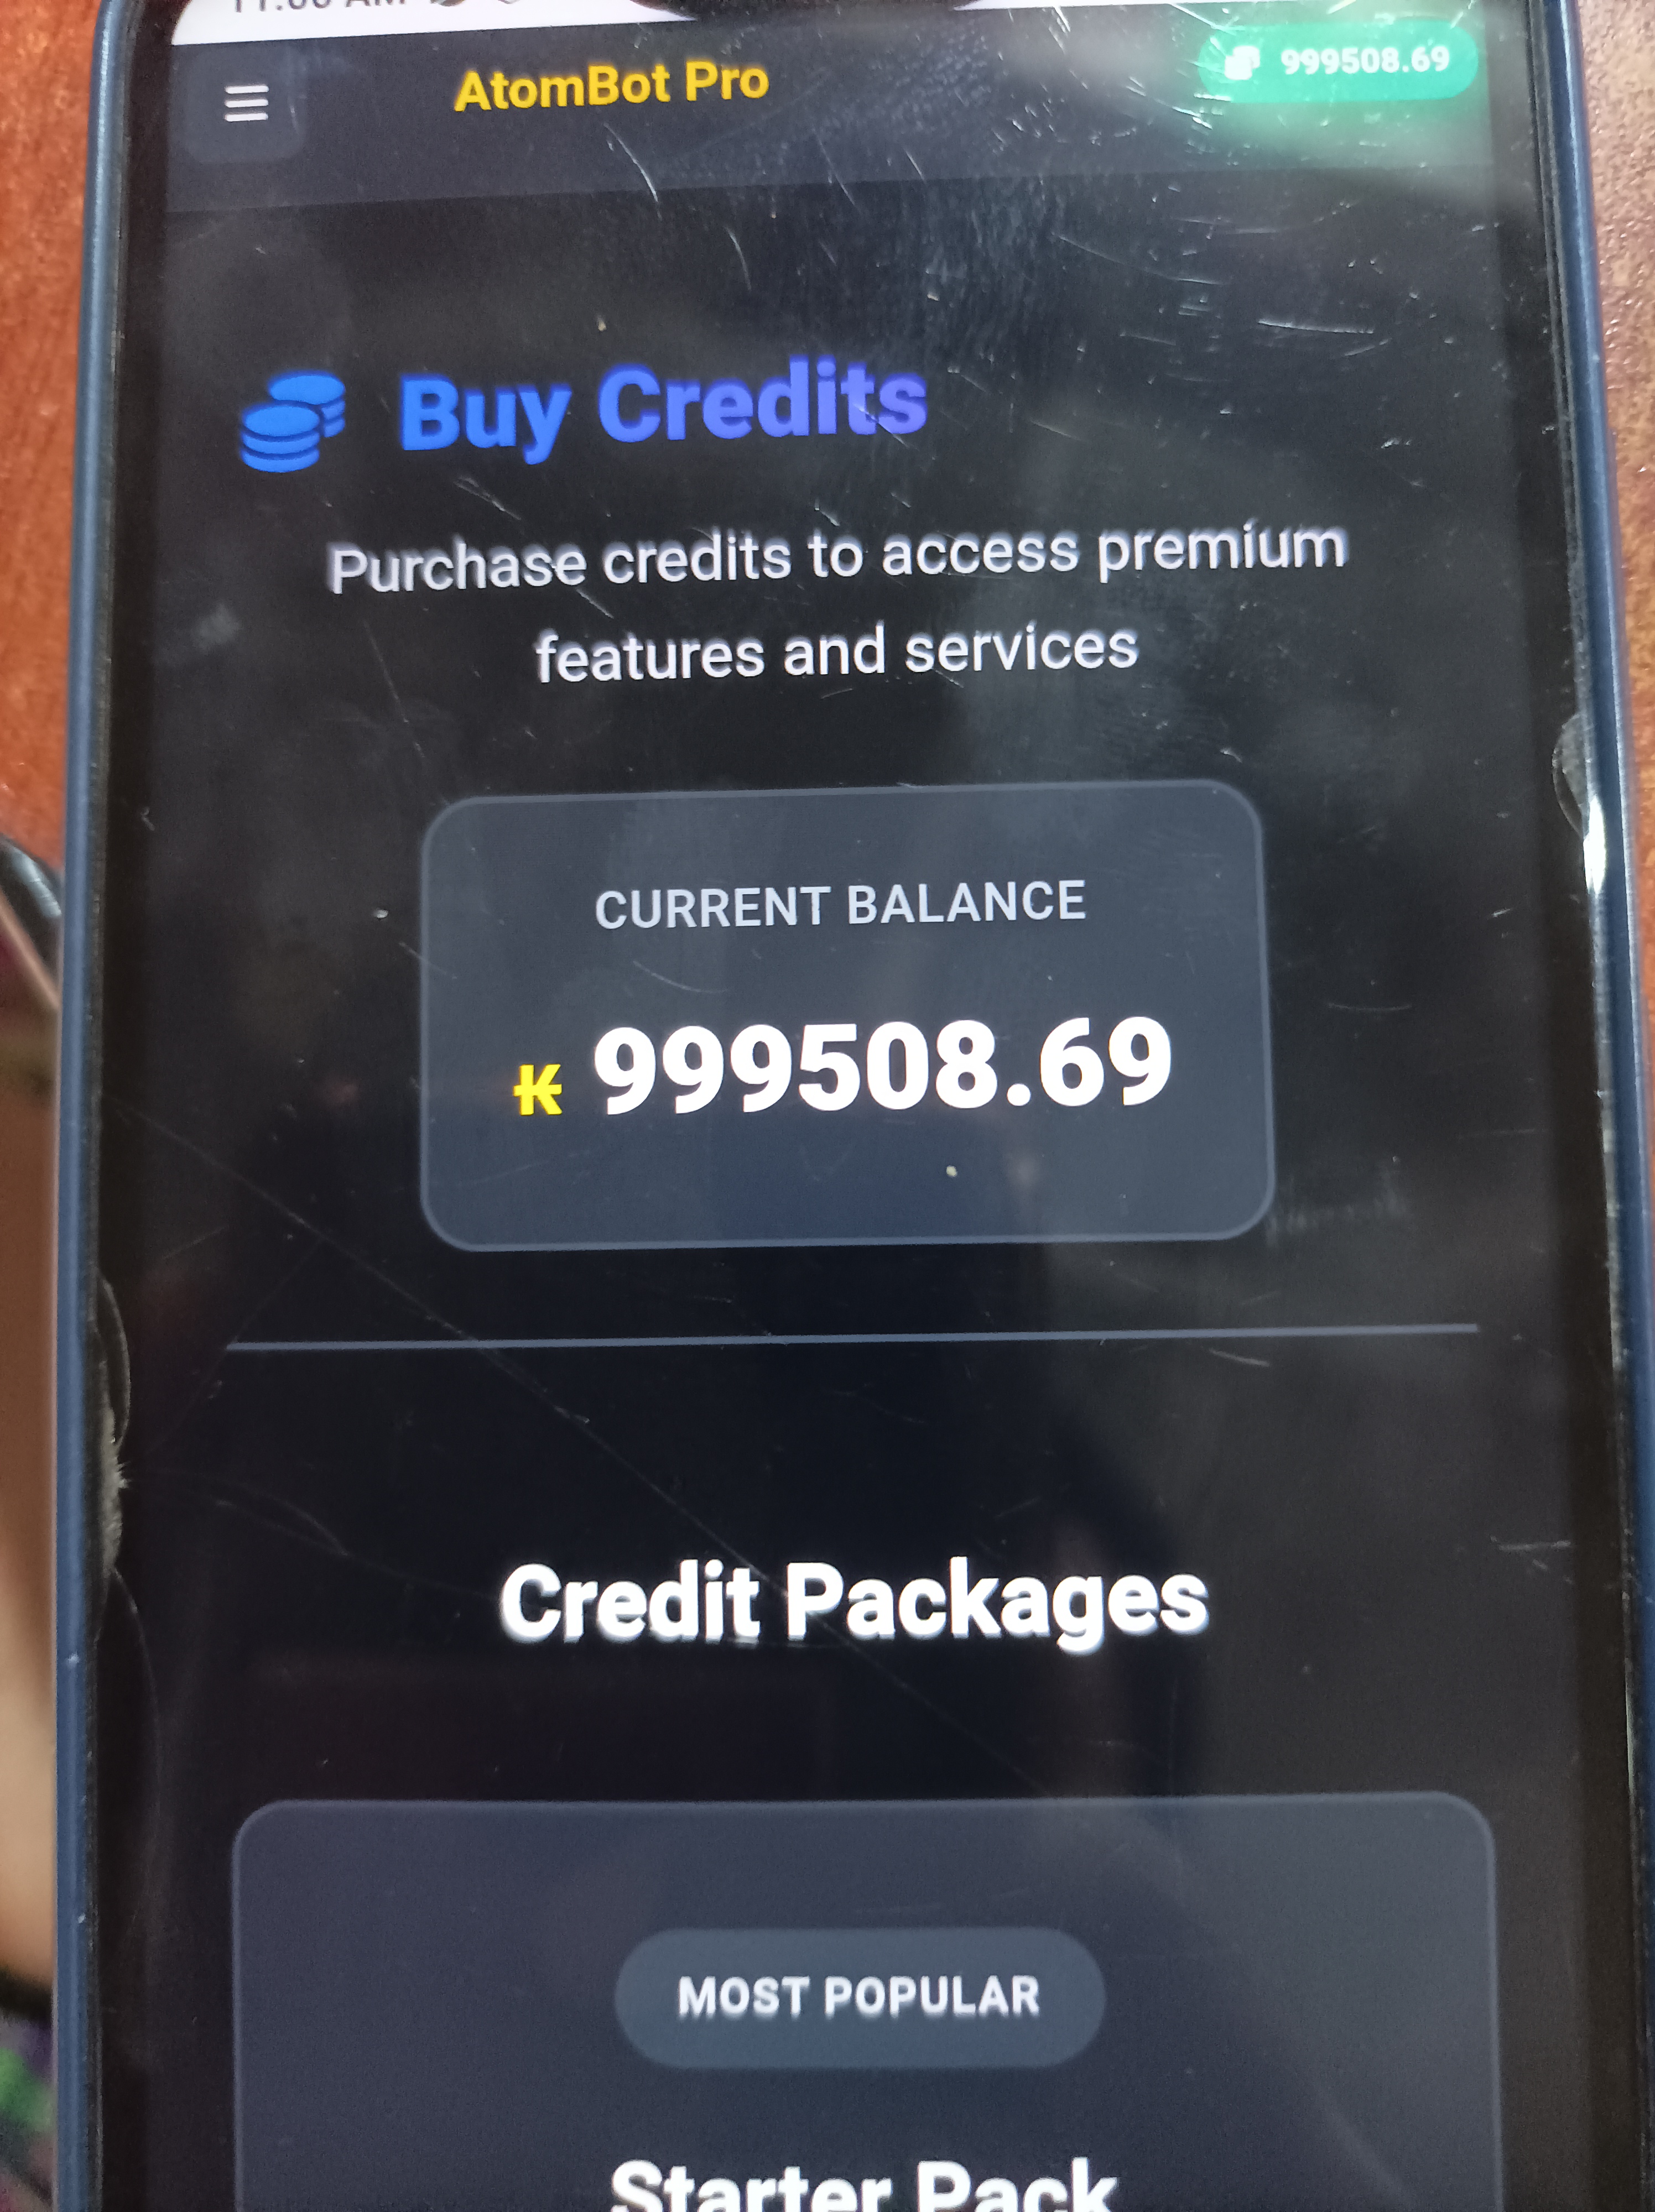 AM
AtomBot Pro
999508.69
Buy Credits
Purchase credits to access premium
features and services
CURRENT BALANCE
₭ 999508.69
Credit Packages
MOST POPULAR
Starter Pack